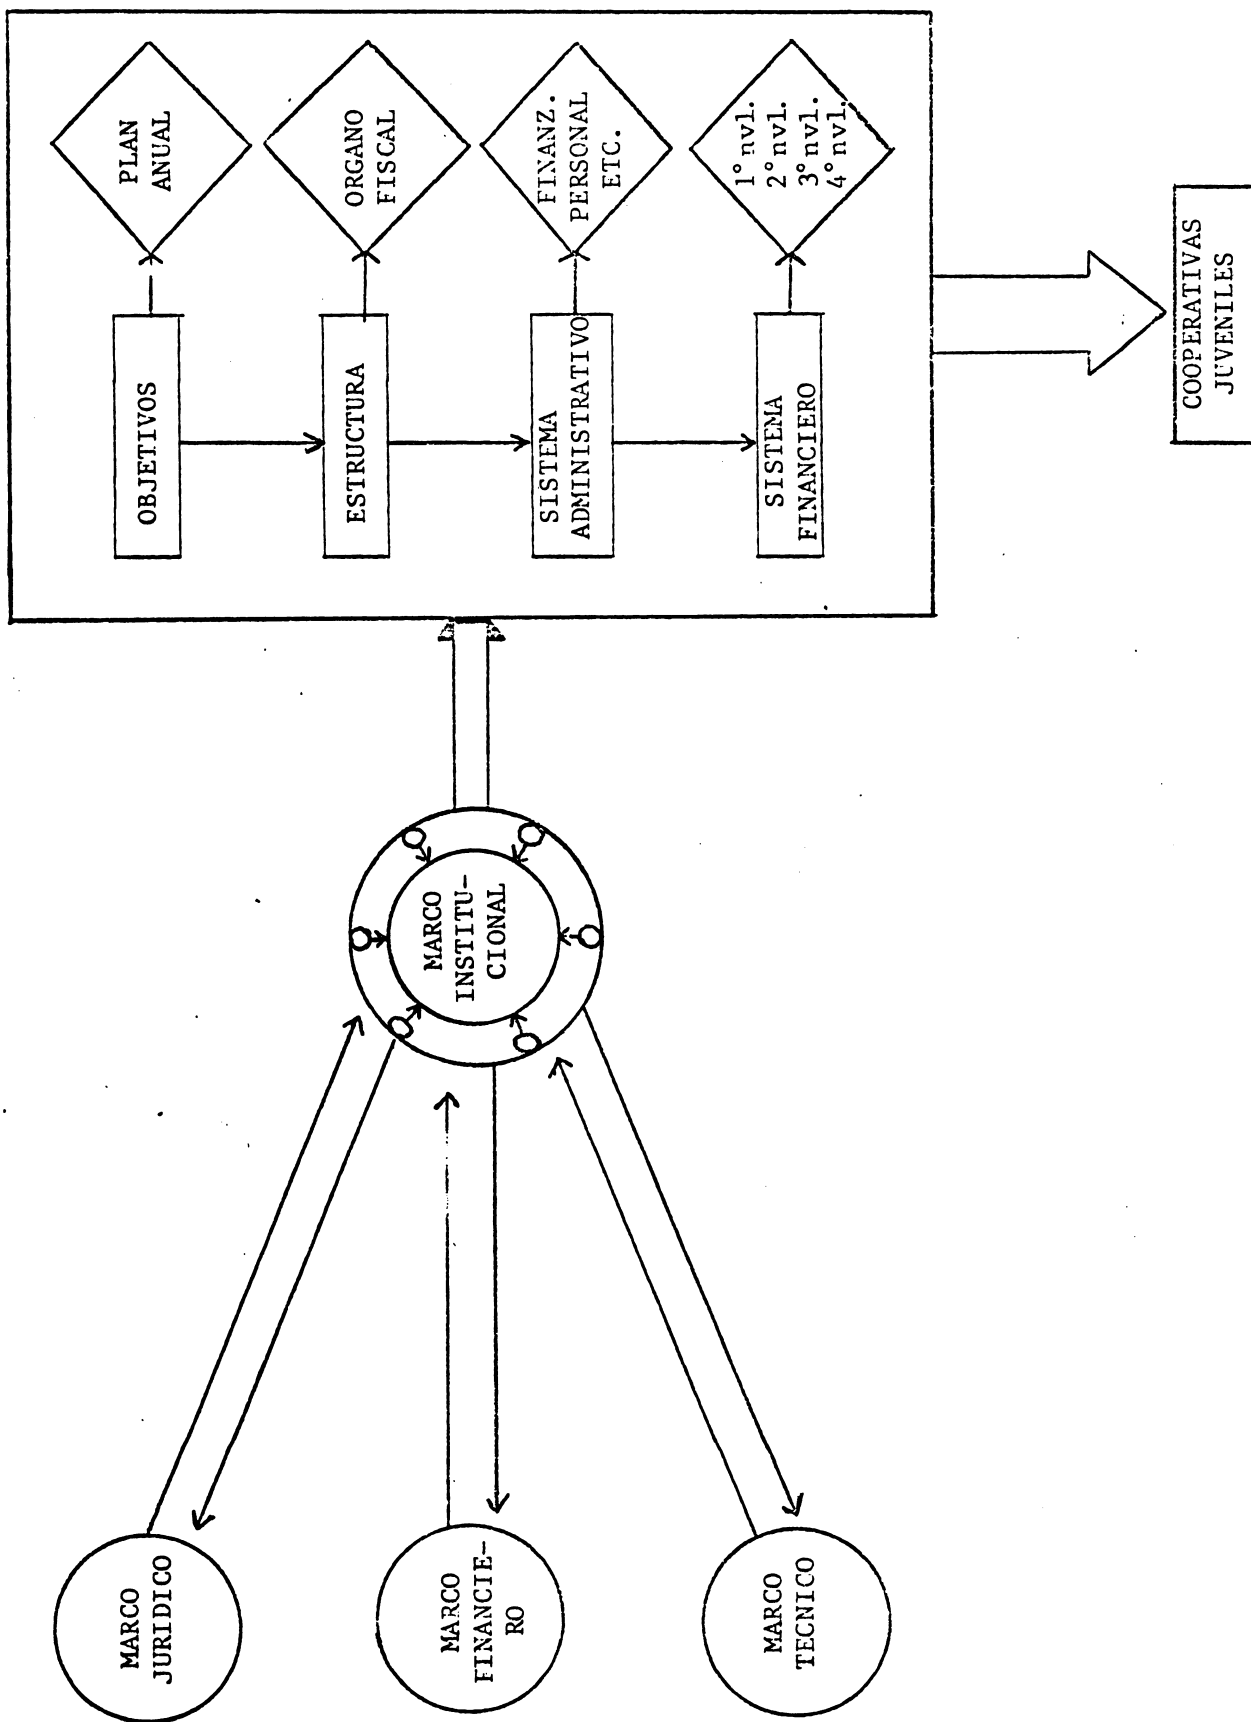 MARCO
JURIDICO
MARCO
FINANCIE-
RO
MARCO
TECNICO
MARCO
INSTITU-
CIONAL
OBJETIVOS
PLAN
ANUAL
ESTRUCTURA
ORGANO
FISCAL
SISTEMA
ADMINISTRATIVO
FINANZ.
PERSONAL
ETC.
SISTEMA
FINANCIERO
1° nvl.
2° nvl.
3° nvl.
4° nvl.
COOPERATIVAS
JUVENILES